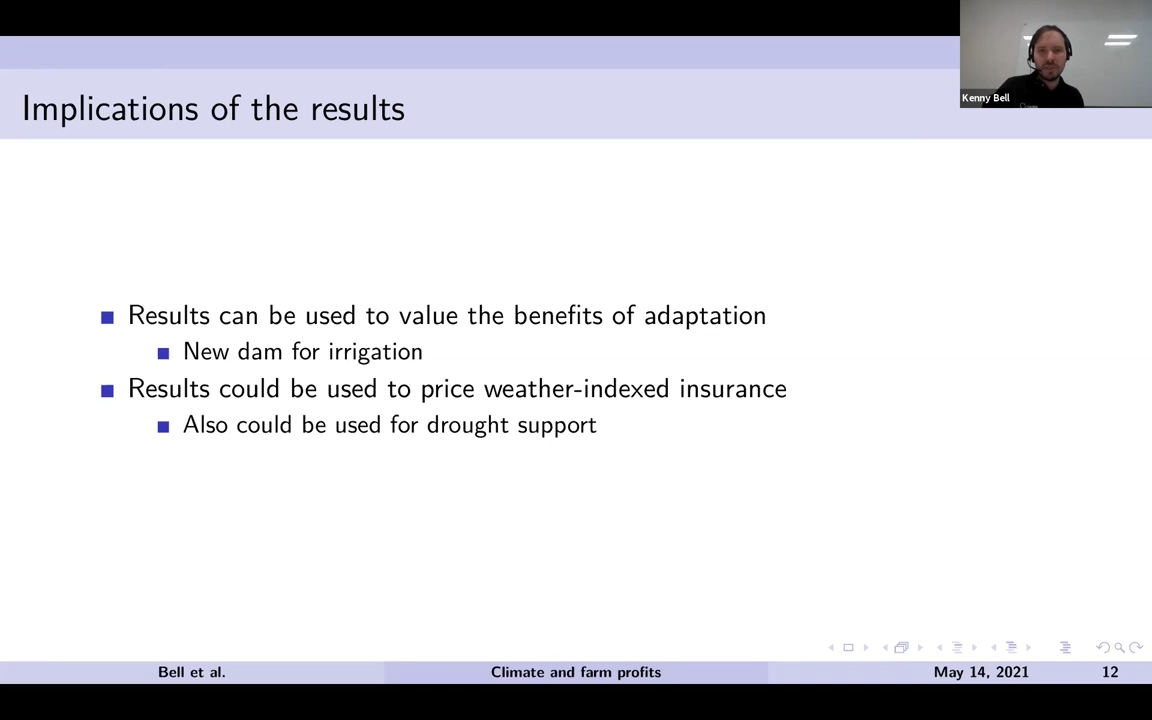 Kenny Bell
Implications of the results
Results can be used to value the benefits of adaptation
New dam for irrigation
Results could be used to price weather-indexed insurance
Also could be used for drought support
Bell et al.
Climate and farm profits
May 14, 2021
12